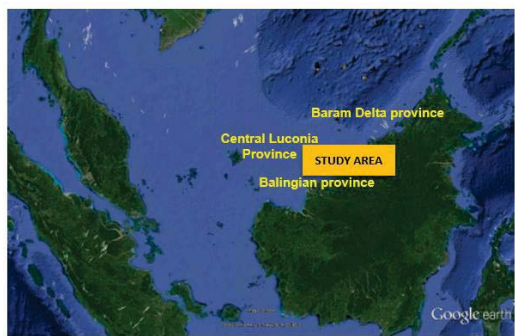 Baram Delta province
Central Luconia
Province
STUDY AREA
Balingian province
Google earth